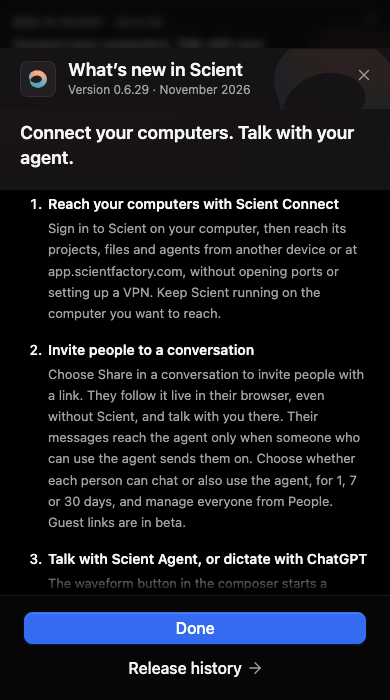 What's new in Scient
Version 0.6.29 · November 2026
Connect your computers. Talk with your
agent.
1. Reach your computers with Scient Connect
Sign in to Scient on your computer, then reach its
projects, files and agents from another device or at
app.scientfactory.com, without opening ports or
setting up a VPN. Keep Scient running on the
computer you want to reach.
2. Invite people to a conversation
Choose Share in a conversation to invite people with
a link. They follow it live in their browser, even
without Scient, and talk with you there. Their
messages reach the agent only when someone who
can use the agent sends them on. Choose whether
each person can chat or also use the agent, for 1, 7
or 30 days, and manage everyone from People.
Guest links are in beta.
3. Talk with Scient Agent, or dictate with ChatGPT
The waveform button in the composer starts a
Done
Release history →